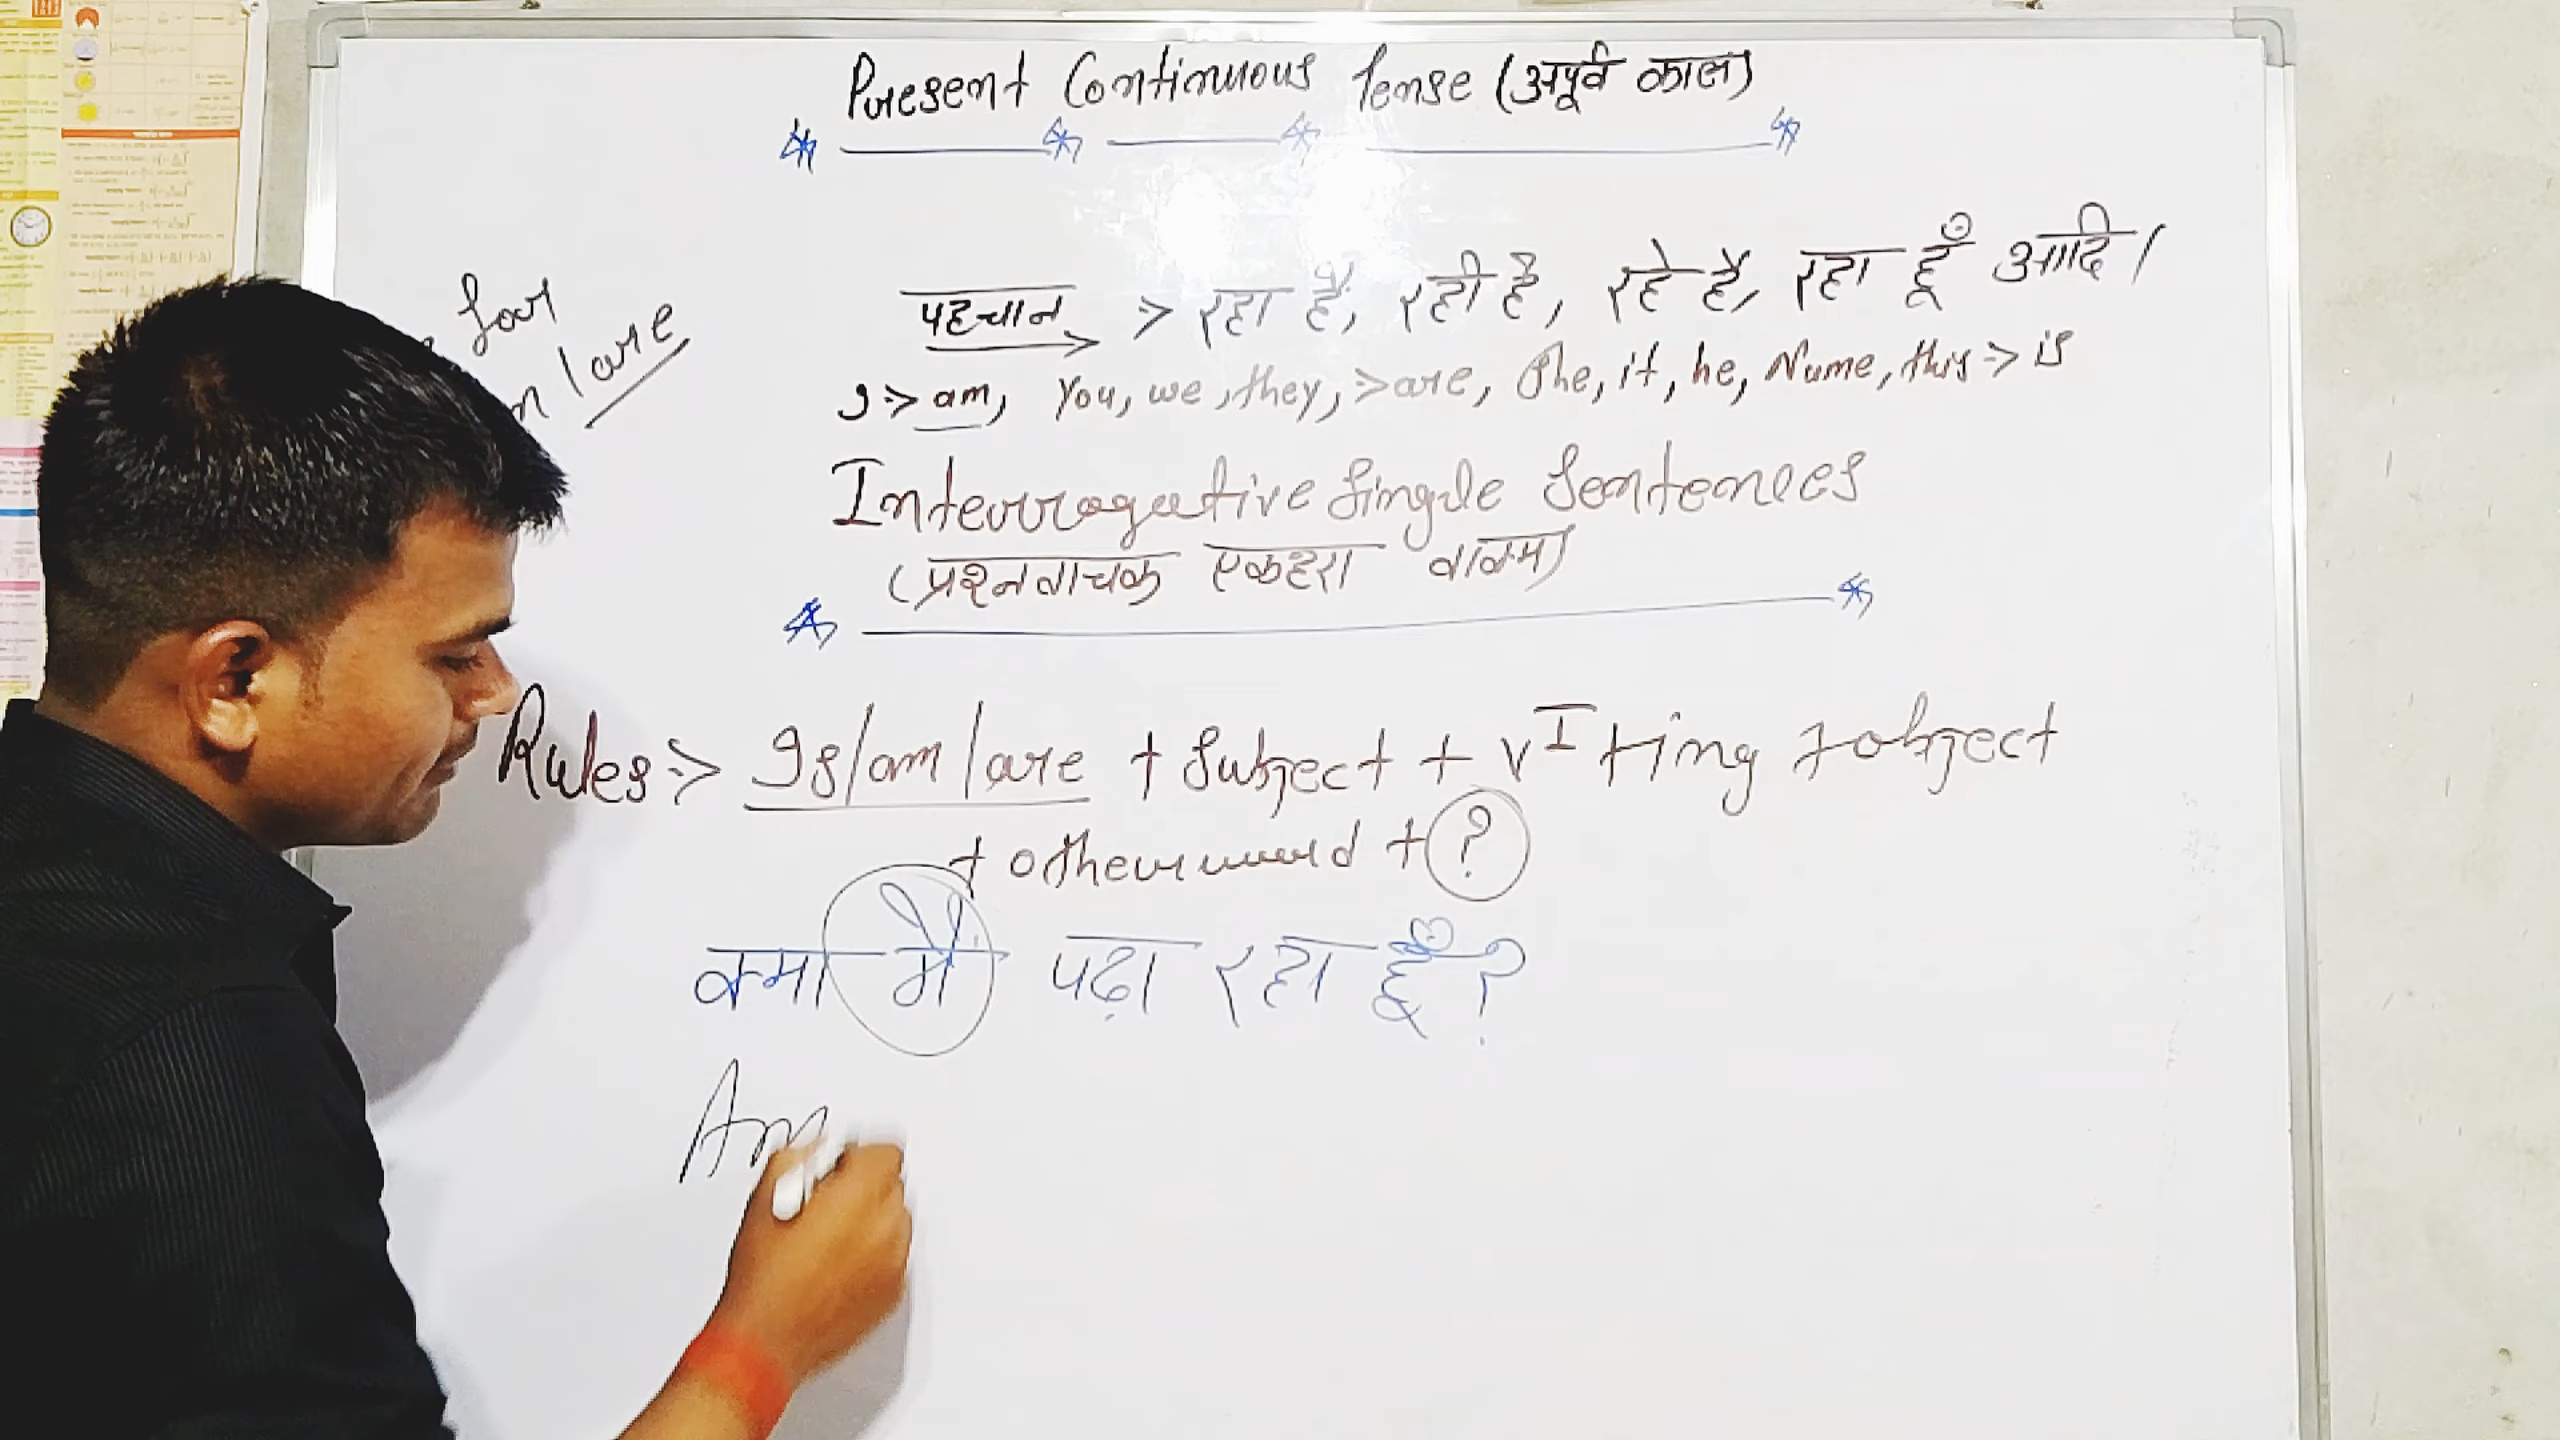 Present Continuous Tense (अपूर्व काल)
for
/are
पहचान :> रहा है, रही है, रहे है, रहा हूँ आदि।
I :> am, You, we, they, :> are, She, it, he, Name, this :> is
Interrogative Single Sentences
(प्रश्नवाचक एकहरा वाक्य)
Rules :> Is/am/are + Subject + VI + ing + object
+ other word + ?
क्या मैं पढ़ा रहा हूँ?
Am